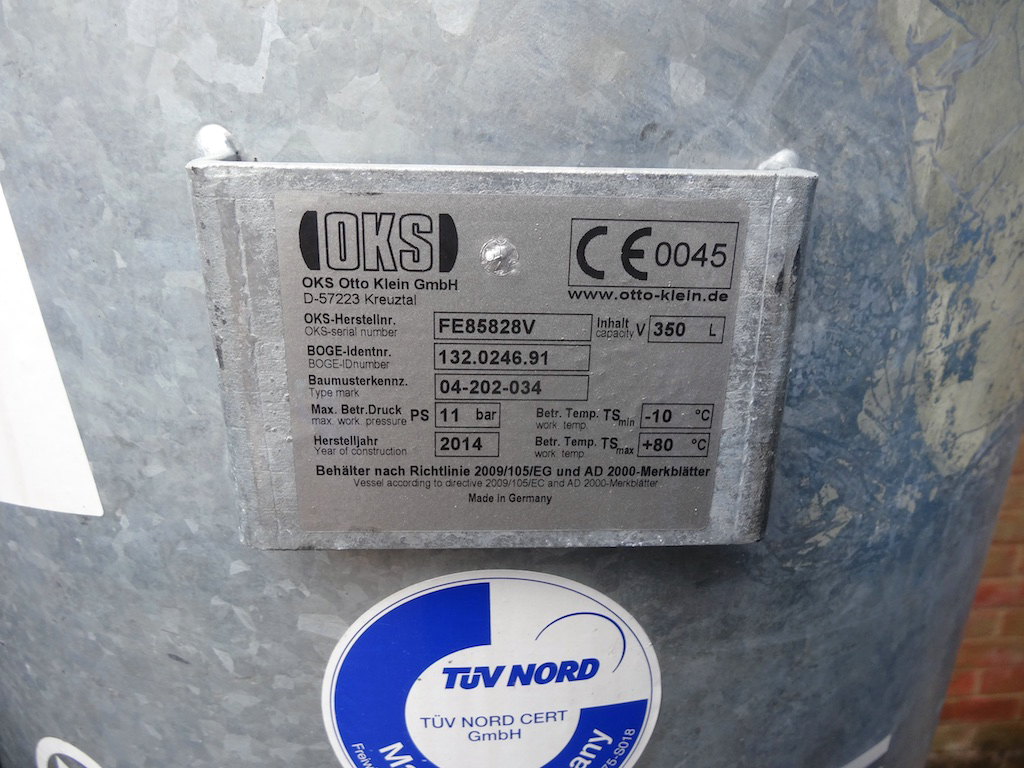 OKS
CE 0045
OKS Otto Klein GmbH
D-57223 Kreuztal
www.otto-klein.de
OKS-Herstellnr. FE85828V Inhalt V 350 L
OKS-serial number capacity
BOGE-Identnr. 132.0246.91
BOGE-IDnumber
Baumusterkennz. 04-202-034
Type mark
Max. Betr.Druck PS 11 bar Betr. Temp. TSmin -10 °C
max. work. pressure work temp.
Herstelljahr 2014 Betr. Temp. TSmax +80 °C
Year of construction work temp.
Behälter nach Richtlinie 2009/105/EG und AD 2000-Merkblätter
Vessel according to directive 2009/105/EC and AD 2000-Merkblätter
Made in Germany
TÜV NORD
TÜV NORD CERT
GmbH